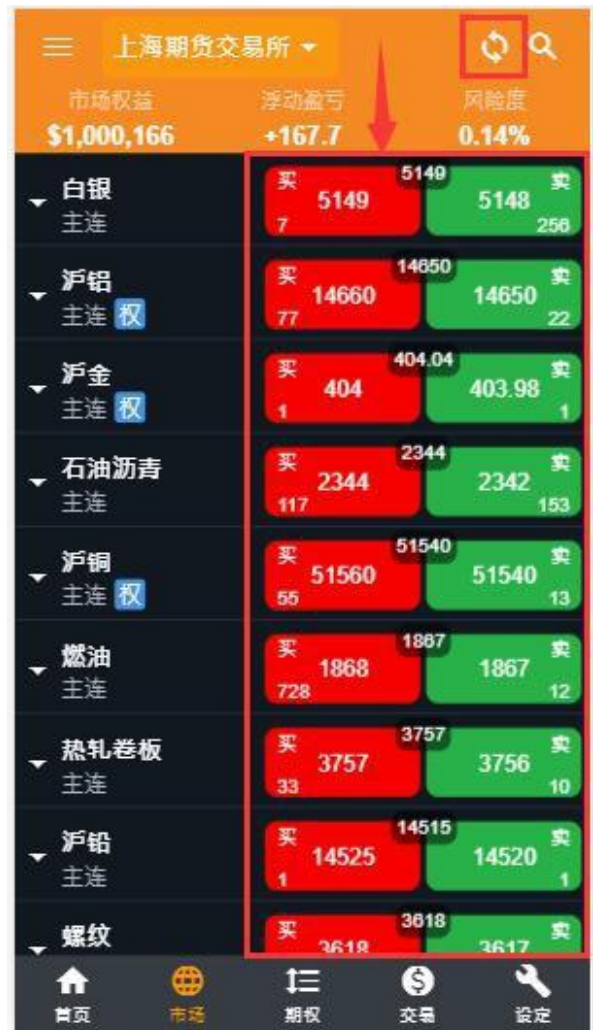 上海期货交易所
市场权益 浮动盈亏 风险度
$1,000,166 +167.7 0.14%
白银
主连
买 5149 7
5149
卖 5148 256
沪铝
主连 权
买 14660 77
14650
卖 14650 22
沪金
主连 权
买 404 1
404.04
卖 403.98 1
石油沥青
主连
买 2344 117
2344
卖 2342 153
沪铜
主连 权
买 51560 55
51540
卖 51540 13
燃油
主连
买 1868 728
1867
卖 1867 12
热轧卷板
主连
买 3757 33
3757
卖 3756 10
沪铅
主连
买 14525 1
14515
卖 14520 1
螺纹
买 3618
3618
卖 3617
首页 市场 期权 交易 设定